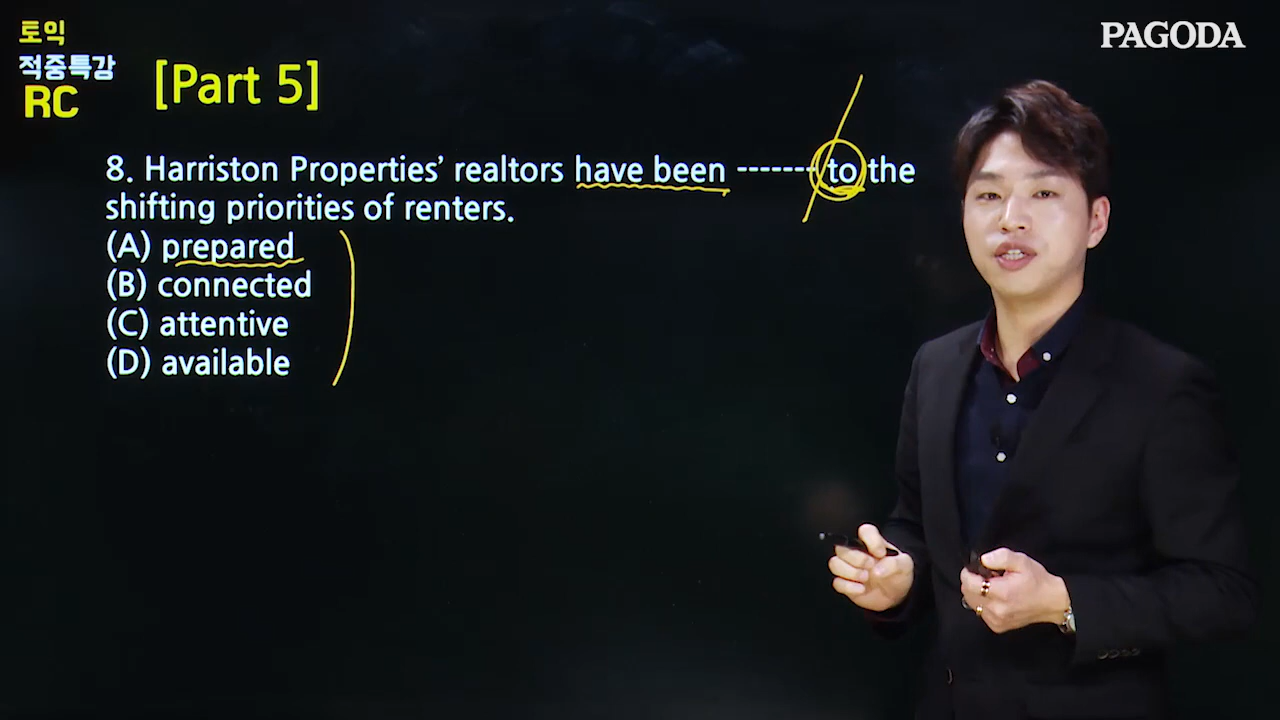 토익
적중특강
RC
[Part 5]
PAGODA
8. Harriston Properties’ realtors have been ------- to the
shifting priorities of renters.
(A) prepared
(B) connected
(C) attentive
(D) available